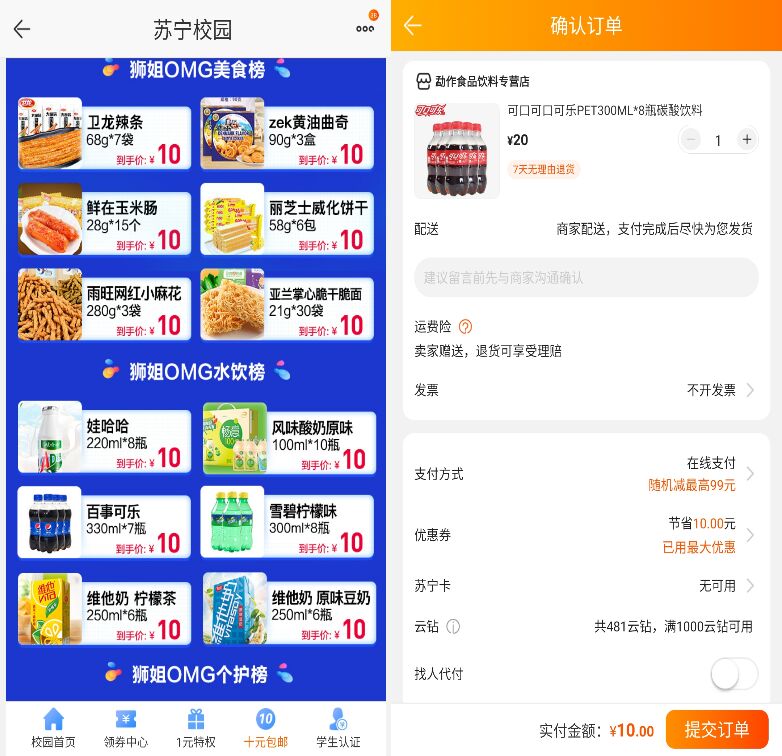 苏宁校园
狮姐OMG美食榜
卫龙辣条
68g*7袋
到手价: ¥10
zek黄油曲奇
90g*3盒
到手价: ¥10
鲜在玉米肠
28g*15个
到手价: ¥10
丽芝士威化饼干
58g*6包
到手价: ¥10
雨旺网红小麻花
280g*3袋
到手价: ¥10
亚兰掌心脆干脆面
21g*30袋
到手价: ¥10
狮姐OMG水饮榜
娃哈哈
220ml*8瓶
到手价: ¥10
风味酸奶原味
100ml*10瓶
到手价: ¥10
百事可乐
330ml*7瓶
到手价: ¥10
雪碧柠檬味
300ml*8瓶
到手价: ¥10
维他奶 柠檬茶
250ml*6瓶
到手价: ¥10
维他奶 原味豆奶
250ml*6瓶
到手价: ¥10
狮姐OMG个护榜
校园首页
领券中心
1元特权
10
十元包邮
学生认证
确认订单
勐作食品饮料专营店
可口可口可乐PET300ML*8瓶碳酸饮料
¥20
1
7天无理由退货
配送
商家配送，支付完成后尽快为您发货
建议留言前先与商家沟通确认
运费险
卖家赠送，退货可享受理赔
发票
不开发票
支付方式
在线支付
随机减最高99元
优惠券
节省10.00元
已用最大优惠
苏宁卡
无可用
云钻
共481云钻，满1000云钻可用
找人代付
实付金额: ¥10.00
提交订单